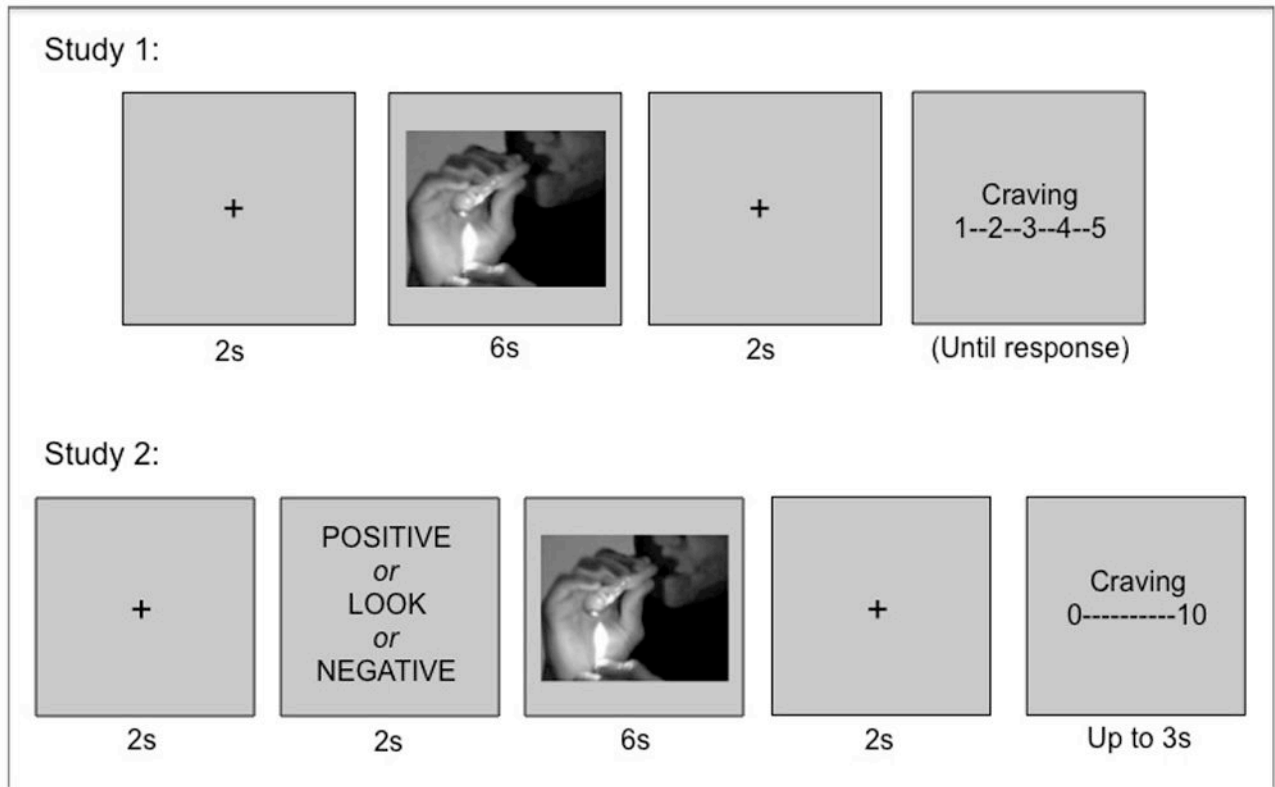 Study 1:
+
+
Craving
1--2--3--4--5
2s
6s
2s
(Until response)
Study 2:
+
POSITIVE
or
LOOK
or
NEGATIVE
+
Craving
0----------10
2s
2s
6s
2s
Up to 3s